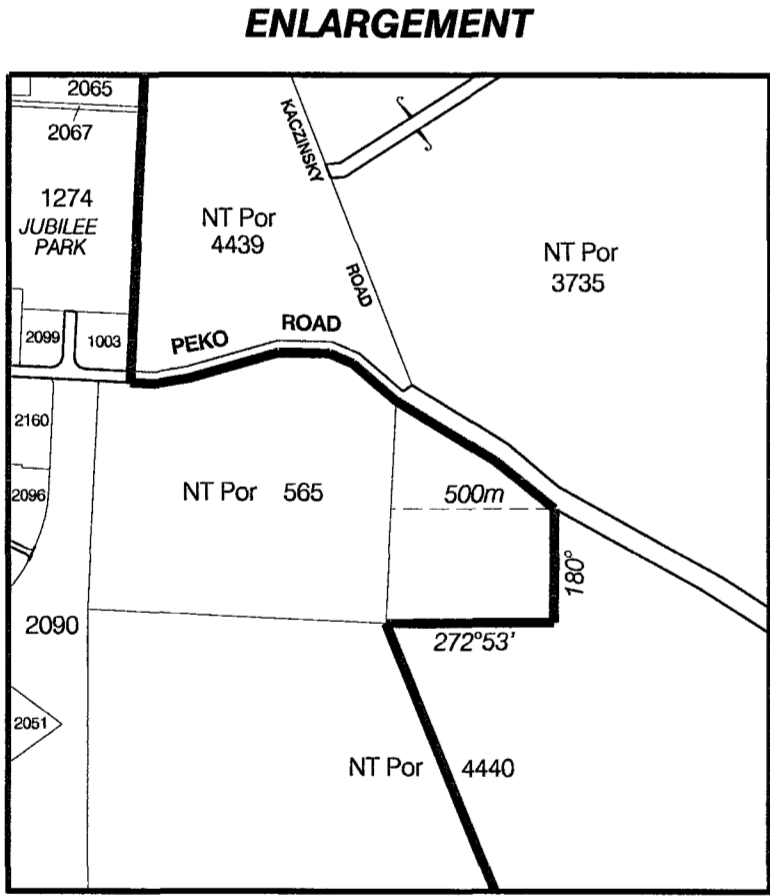 ENLARGEMENT
2065
2067
1274
JUBILEE
PARK
KACZINSKY
ROAD
NT Por
4439
NT Por
3735
2099
1003
PEKO ROAD
2160
2096
NT Por 565
500m
180°
2090
272°53'
2051
NT Por 4440